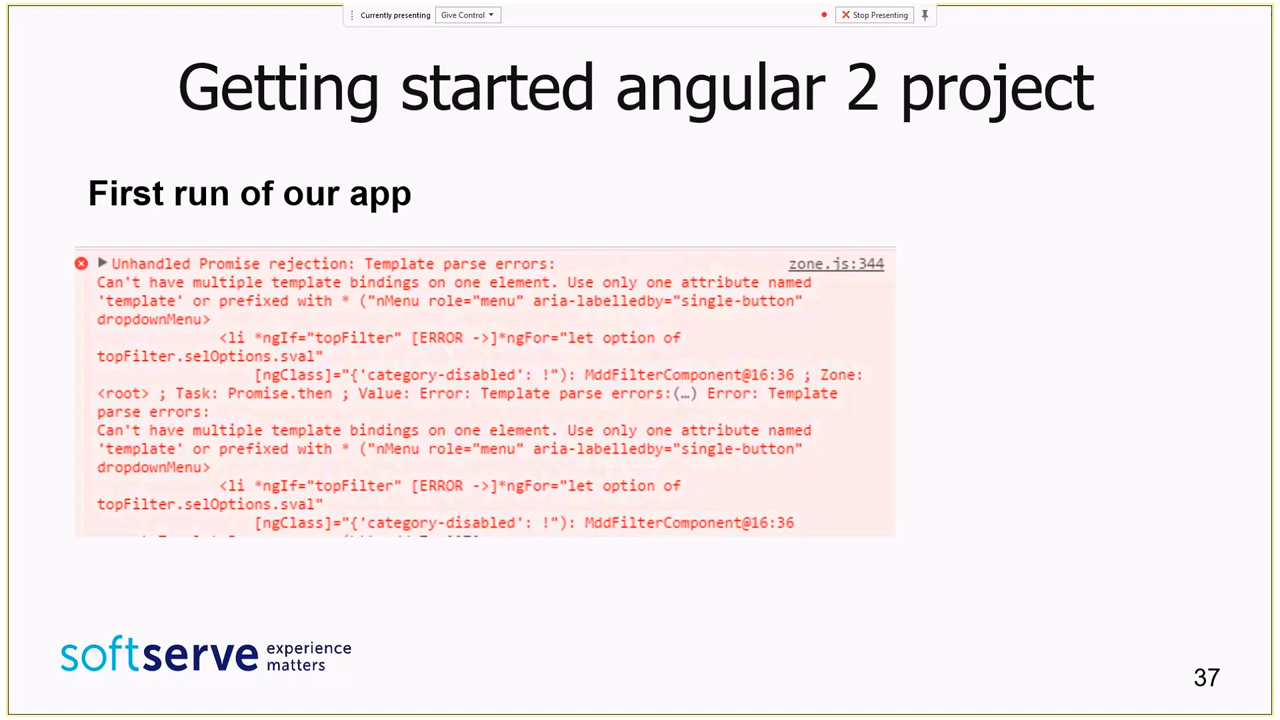 Currently presenting Give Control Stop Presenting
Getting started angular 2 project
First run of our app
Unhandled Promise rejection: Template parse errors: zone.js:344
Can't have multiple template bindings on one element. Use only one attribute named
'template' or prefixed with * ("nMenu role="menu" aria-labelledby="single-button"
dropdownMenu>
<li *ngIf="topFilter" [ERROR ->]*ngFor="let option of
topFilter.selOptions.sval"
[ngClass]="{'category-disabled': !"): MddFilterComponent@16:36 ; Zone:
<root> ; Task: Promise.then ; Value: Error: Template parse errors:(…) Error: Template
parse errors:
Can't have multiple template bindings on one element. Use only one attribute named
'template' or prefixed with * ("nMenu role="menu" aria-labelledby="single-button"
dropdownMenu>
<li *ngIf="topFilter" [ERROR ->]*ngFor="let option of
topFilter.selOptions.sval"
[ngClass]="{'category-disabled': !"): MddFilterComponent@16:36
softserve experience
matters
37